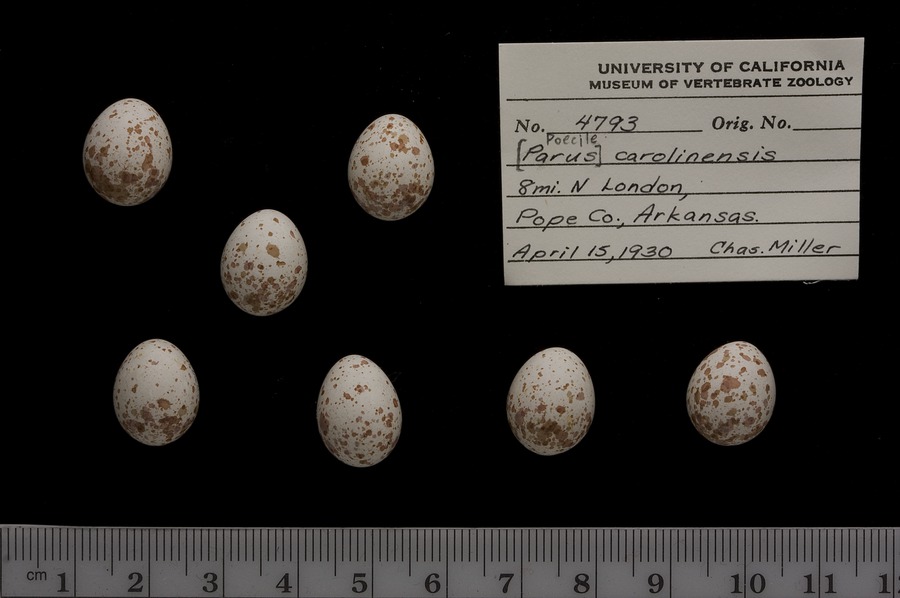 UNIVERSITY OF CALIFORNIA
MUSEUM OF VERTEBRATE ZOOLOGY
No. 4793 Orig. No.
Poecile
[Parus] carolinensis
8mi. N London,
Pope Co., Arkansas.
April 15, 1930 Chas. Miller
cm 1 2 3 4 5 6 7 8 9 10 11 12